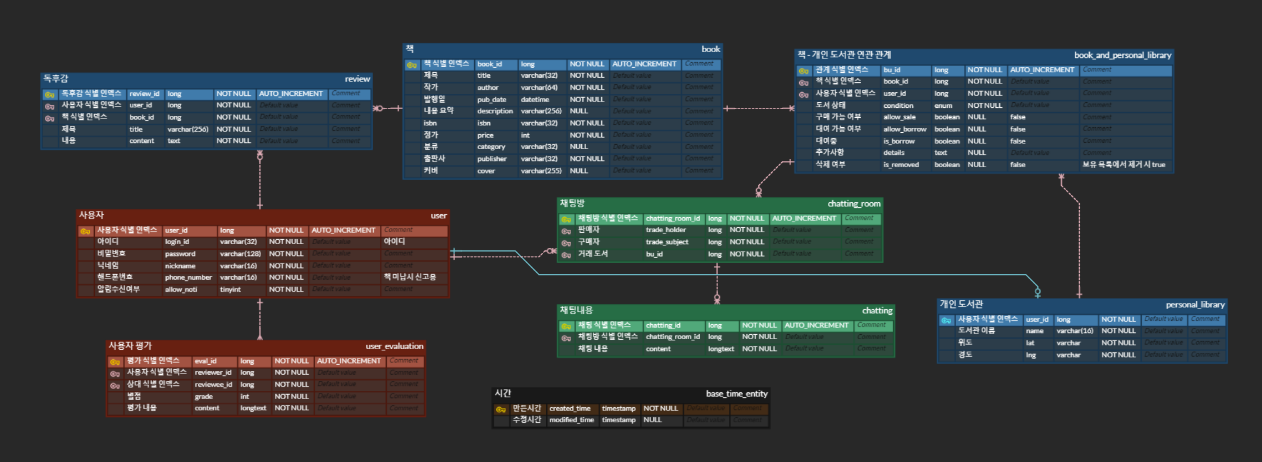 독후감 review
독후감 식별 인덱스 review_id long NOT NULL AUTO_INCREMENT Comment
사용자 식별 인덱스 user_id long NOT NULL Default value Comment
책 식별 인덱스 book_id long NOT NULL Default value Comment
제목 title varchar(256) NOT NULL Default value Comment
내용 content text NOT NULL Default value Comment
책 book
책 식별 인덱스 book_id long NOT NULL AUTO_INCREMENT Comment
제목 title varchar(32) NOT NULL Default value Comment
작가 author varchar(64) NOT NULL Default value Comment
발행일 pub_date datetime NOT NULL Default value Comment
내용 요약 description varchar(256) NULL Default value Comment
isbn isbn varchar(32) NOT NULL Default value Comment
정가 price int NOT NULL Default value Comment
분류 category varchar(32) NULL Default value Comment
출판사 publisher varchar(32) NOT NULL Default value Comment
커버 cover varchar(255) NULL Default value Comment
책 - 개인 도서관 연관 관계 book_and_personal_library
관계 식별 인덱스 bu_id long NOT NULL AUTO_INCREMENT Comment
책 식별 인덱스 book_id long NOT NULL Default value Comment
사용자 식별 인덱스 user_id long NOT NULL Default value Comment
도서 상태 condition enum NOT NULL Default value Comment
구매 가능 여부 allow_sale boolean NULL false Comment
대여 가능 여부 allow_borrow boolean NULL false Comment
대여중 is_borrow boolean NULL false Comment
추가사항 details text NULL Default value Comment
삭제 여부 is_removed boolean NULL false 보유 목록에서 제거 시 true
사용자 user
사용자 식별 인덱스 user_id long NOT NULL AUTO_INCREMENT Comment
아이디 login_id varchar(32) NOT NULL Default value 아이디
비밀번호 password varchar(128) NOT NULL Default value Comment
닉네임 nickname varchar(16) NOT NULL Default value Comment
핸드폰번호 phone_number varchar(16) NOT NULL Default value 책 미납시 신고용
알림수신여부 allow_noti tinyint NOT NULL Default value Comment
채팅방 chatting_room
채팅방 식별 인덱스 chatting_room_id long NOT NULL AUTO_INCREMENT Comment
판매자 trade_holder long NOT NULL Default value Comment
구매자 trade_subject long NOT NULL Default value Comment
거래 도서 bu_id long NOT NULL Default value Comment
채팅내용 chatting
채팅 식별 인덱스 chatting_id long NOT NULL AUTO_INCREMENT Comment
채팅방 식별 인덱스 chatting_room_id long NOT NULL Default value Comment
채팅 내용 content longtext NOT NULL Default value Comment
개인 도서관 personal_library
사용자 식별 인덱스 user_id long NOT NULL Default value Comment
도서관 이름 name varchar(16) NOT NULL Default value Comment
위도 lat varchar NOT NULL Default value Comment
경도 lng varchar NOT NULL Default value Comment
사용자 평가 user_evaluation
평가 식별 인덱스 eval_id long NOT NULL AUTO_INCREMENT Comment
사용자 식별 인덱스 reviewer_id long NOT NULL Default value Comment
상대 식별 인덱스 reviewee_id long NOT NULL Default value Comment
별점 grade int NOT NULL Default value Comment
평가 내용 content longtext NOT NULL Default value Comment
시간 base_time_entity
만든시간 created_time timestamp NOT NULL Default value Comment
수정시간 modified_time timestamp NULL Default value Comment